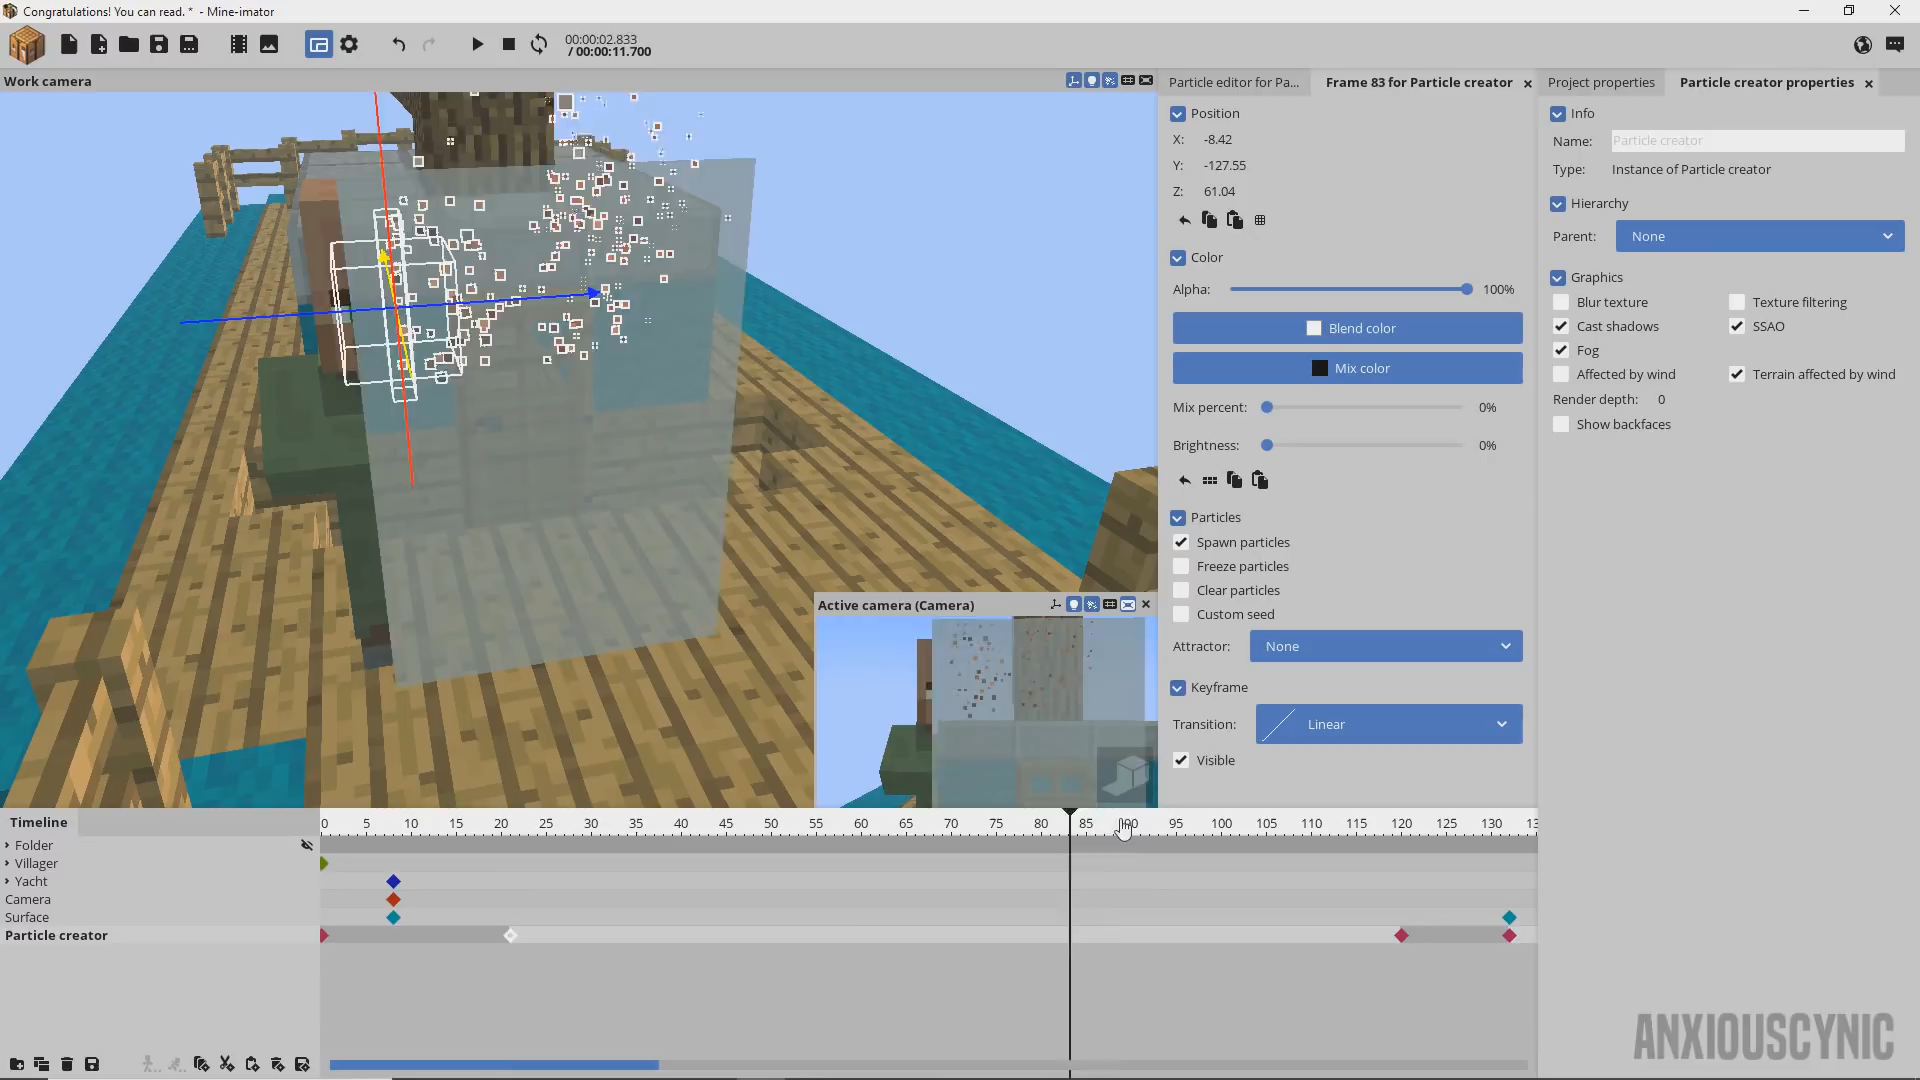 Congratulations! You can read. * - Mine-imator
00:00:02.833
/ 00:00:11.700
Work camera
Particle editor for Pa...
Frame 83 for Particle creator
Project properties
Particle creator properties
Position
X: -8.42
Y: -127.55
Z: 61.04
Color
Alpha: 100%
Blend color
Mix color
Mix percent: 0%
Brightness: 0%
Particles
Spawn particles
Freeze particles
Clear particles
Custom seed
Attractor: None
Keyframe
Transition: Linear
Visible
Info
Name: Particle creator
Type: Instance of Particle creator
Hierarchy
Parent: None
Graphics
Blur texture Texture filtering
Cast shadows SSAO
Fog
Affected by wind Terrain affected by wind
Render depth: 0
Show backfaces
Active camera (Camera)
Timeline
0 5 10 15 20 25 30 35 40 45 50 55 60 65 70 75 80 85 90 95 100 105 110 115 120 125 130 13
Folder
Villager
Yacht
Camera
Surface
Particle creator
ANXIOUSCYNIC